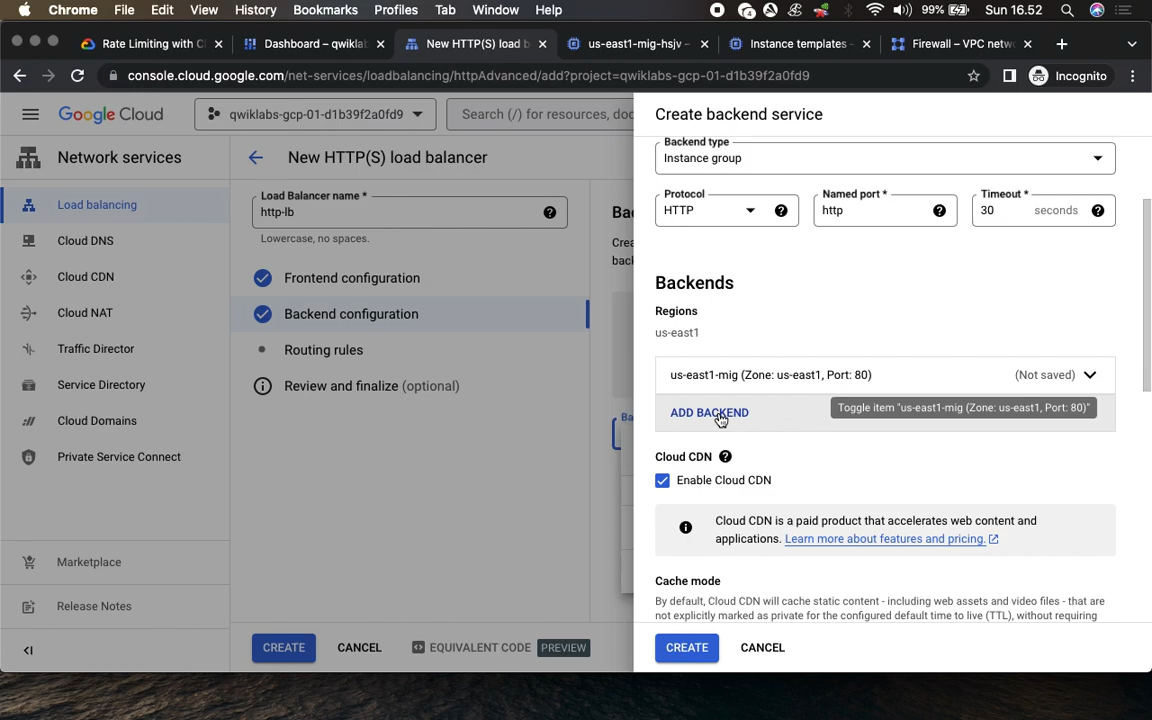 Chrome File Edit View History Bookmarks Profiles Tab Window Help 99% Sun 16.52
Rate Limiting with C
Dashboard – qwiklab
New HTTP(S) load b
us-east1-mig-hsjv –
Instance templates –
Firewall – VPC netw
console.cloud.google.com/net-services/loadbalancing/httpAdvanced/add?project=qwiklabs-gcp-01-d1b39f2a0fd9
Incognito
Google Cloud
qwiklabs-gcp-01-d1b39f2a0fd9
Search (/) for resources, doc
Network services
Load balancing
Cloud DNS
Cloud CDN
Cloud NAT
Traffic Director
Service Directory
Cloud Domains
Private Service Connect
Marketplace
Release Notes
New HTTP(S) load balancer
Load Balancer name *
http-lb
Lowercase, no spaces.
Frontend configuration
Backend configuration
Routing rules
Review and finalize (optional)
CREATE
CANCEL
EQUIVALENT CODE
PREVIEW
Ba
Crea
back
Ba
Create backend service
Backend type
Instance group
Protocol
HTTP
Named port *
http
Timeout *
30 seconds
Backends
Regions
us-east1
us-east1-mig (Zone: us-east1, Port: 80)
(Not saved)
ADD BACKEND
Toggle item "us-east1-mig (Zone: us-east1, Port: 80)"
Cloud CDN
Enable Cloud CDN
Cloud CDN is a paid product that accelerates web content and
applications. Learn more about features and pricing.
Cache mode
By default, Cloud CDN will cache static content - including web assets and video files - that are
not explicitly marked as private for the configured default time to live (TTL), without requiring
CREATE
CANCEL